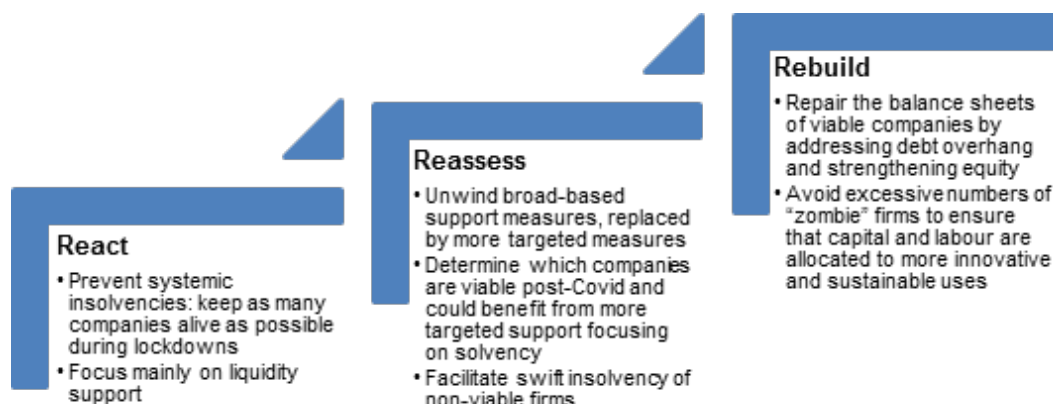 React
• Prevent systemic
insolvencies: keep as many
companies alive as possible
during lockdowns
• Focus mainly on liquidity
support
Reassess
• Unwind broad-based
support measures, replaced
by more targeted measures
• Determine which companies
are viable post-Covid and
could benefit from more
targeted support focusing
on solvency
• Facilitate swift insolvency of
non-viable firms
Rebuild
• Repair the balance sheets
of viable companies by
addressing debt overhang
and strengthening equity
• Avoid excessive numbers of
“zombie” firms to ensure
that capital and labour are
allocated to more innovative
and sustainable uses